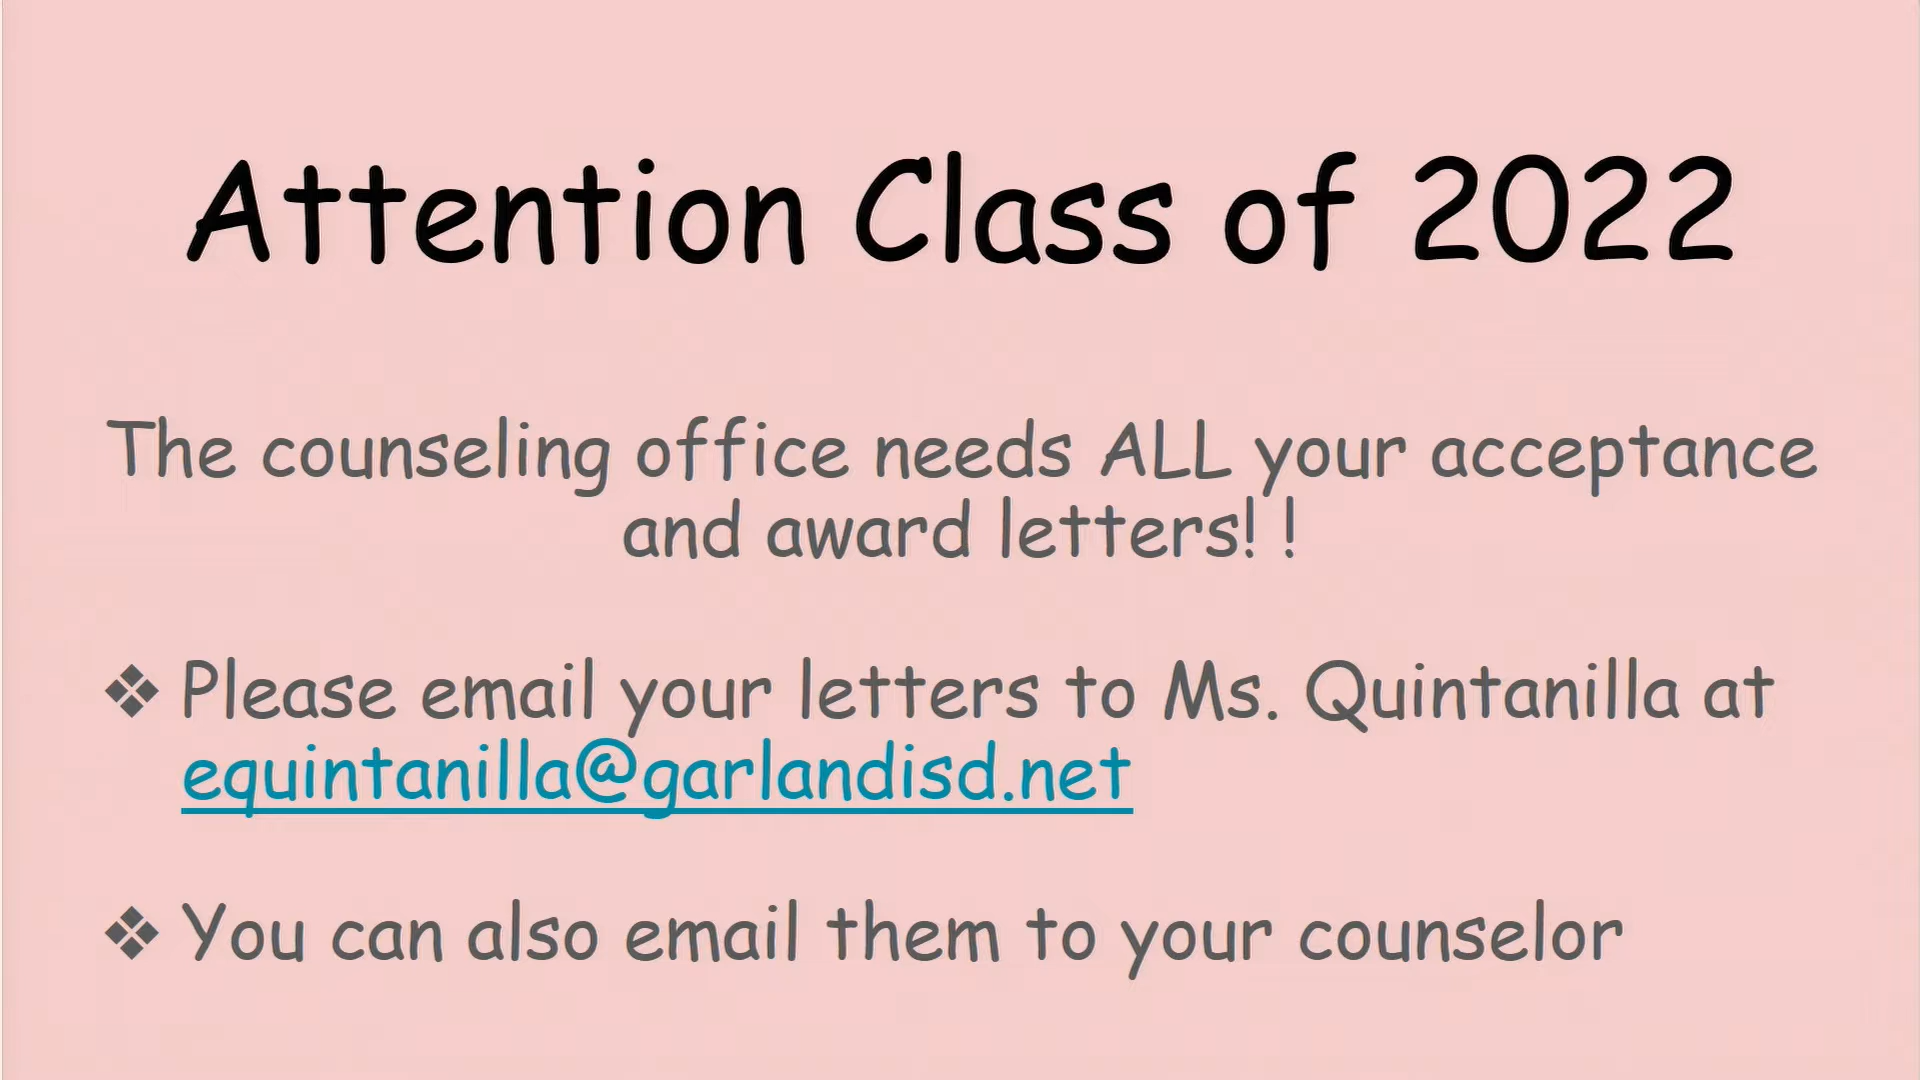 Attention Class of 2022
The counseling office needs ALL your acceptance
and award letters! !
❖ Please email your letters to Ms. Quintanilla at
equintanilla@garlandisd.net
❖ You can also email them to your counselor